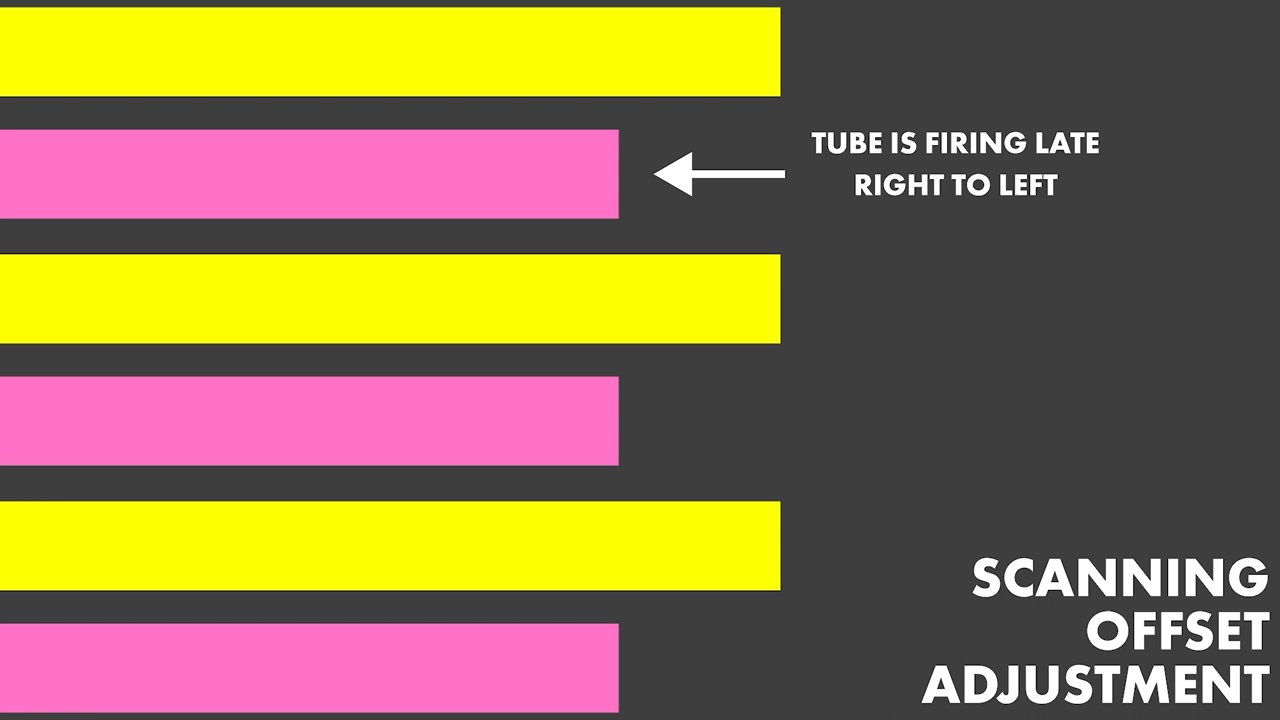 TUBE IS FIRING LATE
RIGHT TO LEFT
SCANNING
OFFSET
ADJUSTMENT